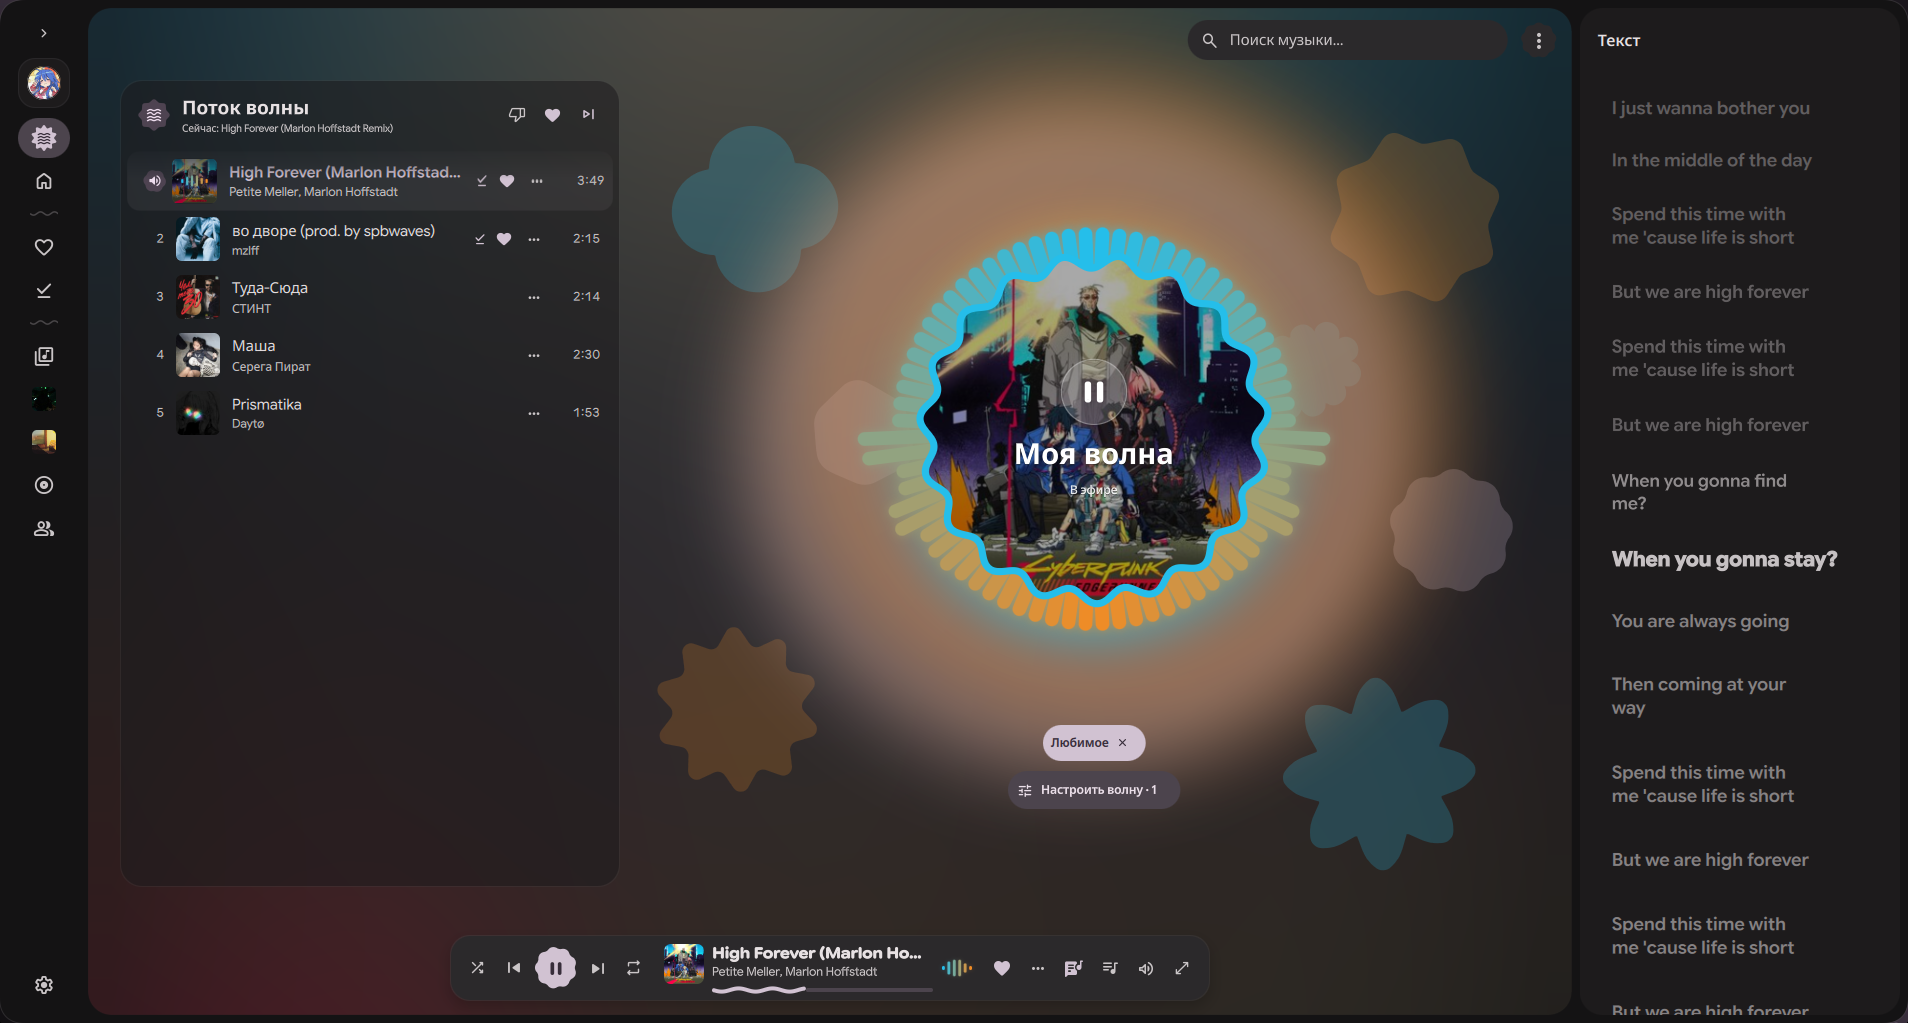 Поиск музыки...
Поток волны
Сейчас: High Forever (Marlon Hoffstadt Remix)
High Forever (Marlon Hoffstad...
Petite Meller, Marlon Hoffstadt
3:49
2
во дворе (prod. by spbwaves)
mzlff
2:15
3
Туда-Сюда
СТИНТ
2:14
4
Маша
Серега Пират
2:30
5
Prismatika
Daytø
1:53
Моя волна
В эфире
CYBERPUNK
Любимое
Настроить волну · 1
High Forever (Marlon Ho...
Petite Meller, Marlon Hoffstadt
Текст
I just wanna bother you
In the middle of the day
Spend this time with
me 'cause life is short
But we are high forever
Spend this time with
me 'cause life is short
But we are high forever
When you gonna find
me?
When you gonna stay?
You are always going
Then coming at your
way
Spend this time with
me 'cause life is short
But we are high forever
Spend this time with
me 'cause life is short
But we are high forever